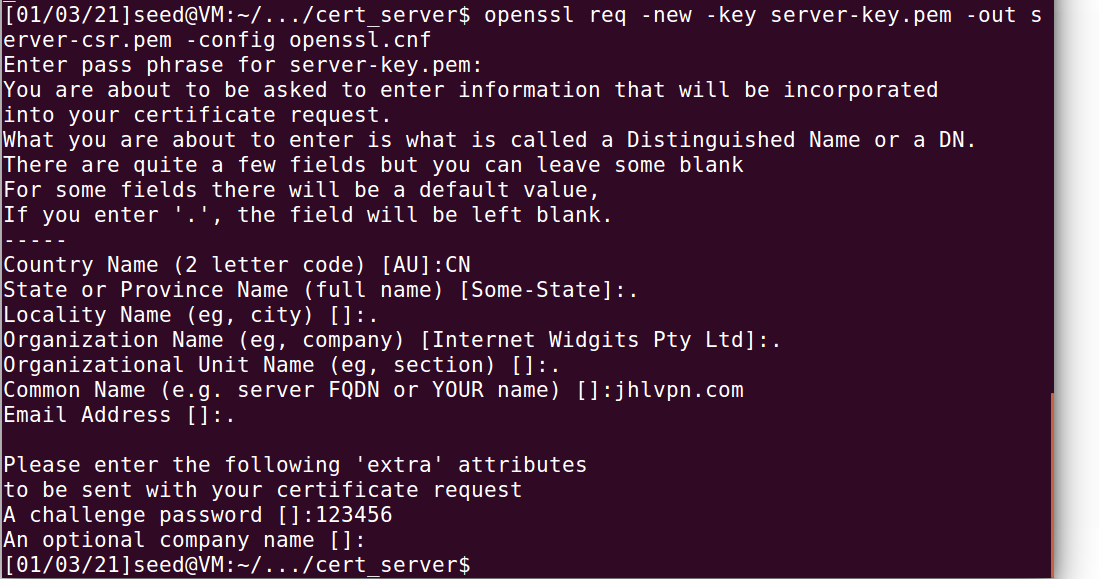 [01/03/21]seed@VM:~/.../cert_server$ openssl req -new -key server-key.pem -out s
erver-csr.pem -config openssl.cnf
Enter pass phrase for server-key.pem:
You are about to be asked to enter information that will be incorporated
into your certificate request.
What you are about to enter is what is called a Distinguished Name or a DN.
There are quite a few fields but you can leave some blank
For some fields there will be a default value,
If you enter '.', the field will be left blank.
-----
Country Name (2 letter code) [AU]:CN
State or Province Name (full name) [Some-State]:.
Locality Name (eg, city) []:.
Organization Name (eg, company) [Internet Widgits Pty Ltd]:.
Organizational Unit Name (eg, section) []:.
Common Name (e.g. server FQDN or YOUR name) []:jhlvpn.com
Email Address []:.

Please enter the following 'extra' attributes
to be sent with your certificate request
A challenge password []:123456
An optional company name []:
[01/03/21]seed@VM:~/.../cert_server$